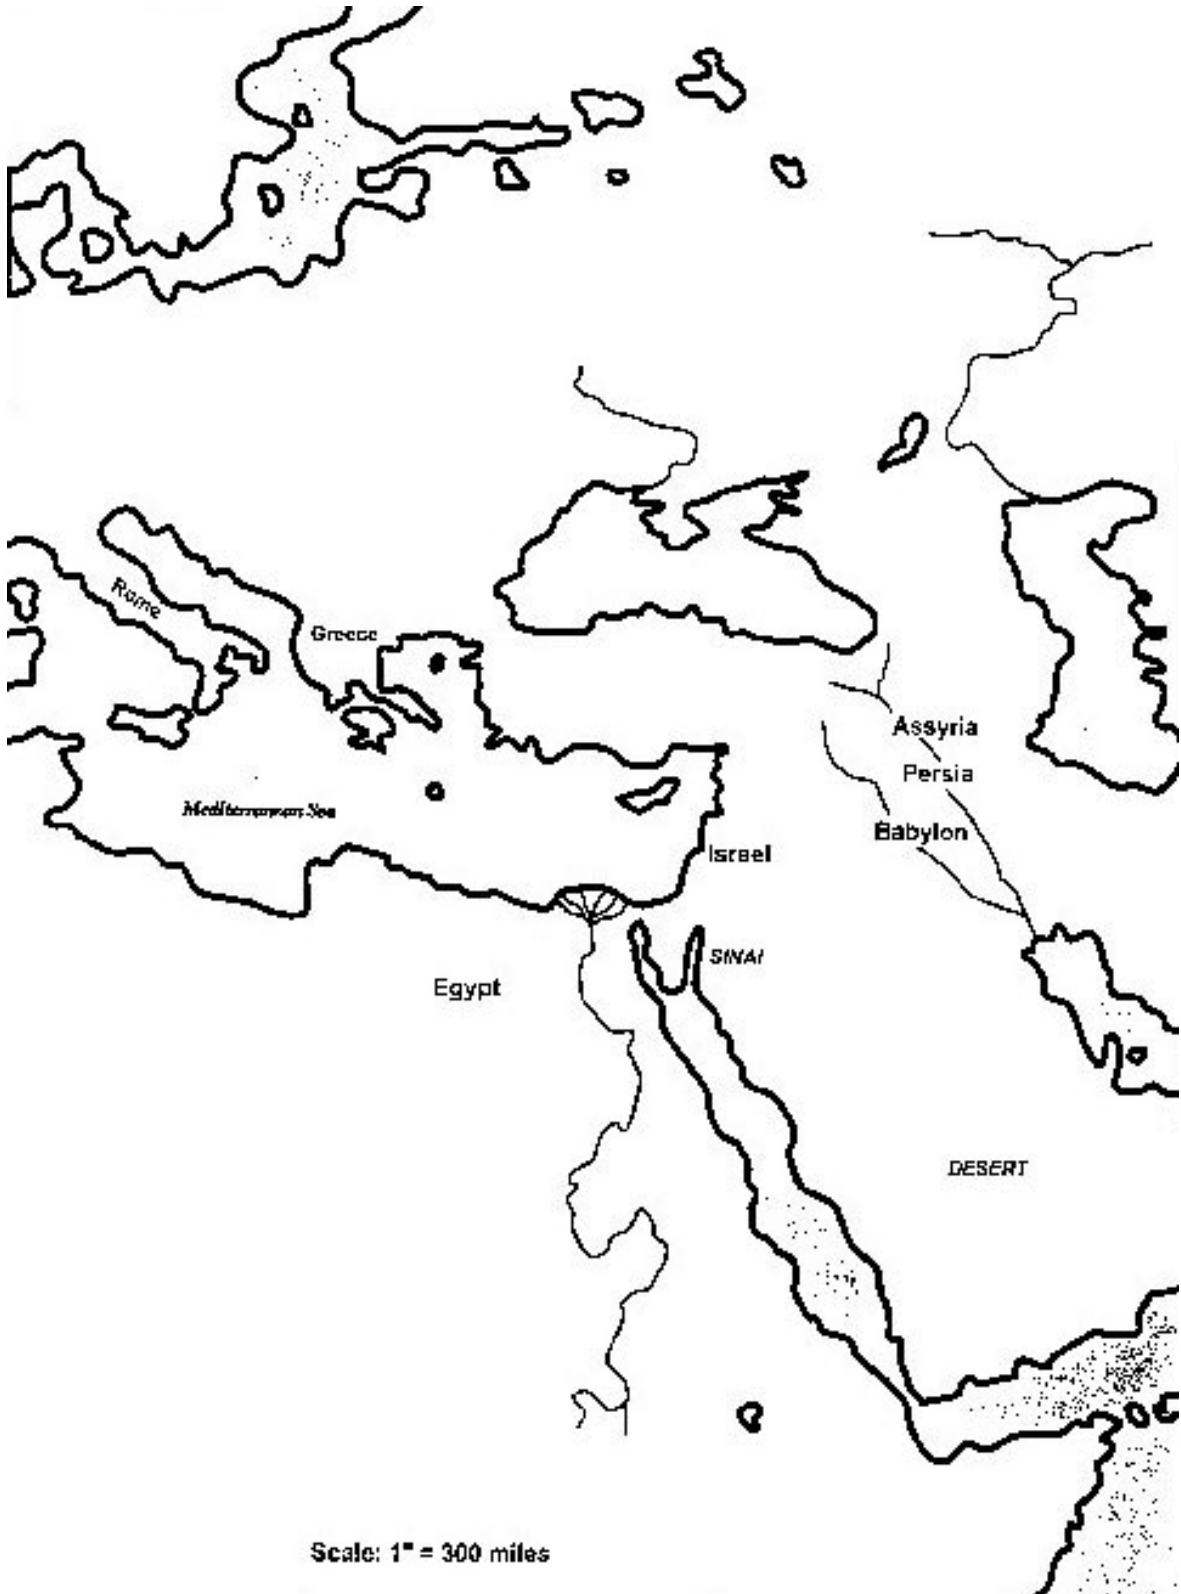 Rome
Greece
Assyria
Persia
Mediterranean Sea
Babylon
Israel
SINAI
Egypt
DESERT
Scale: 1" = 300 miles